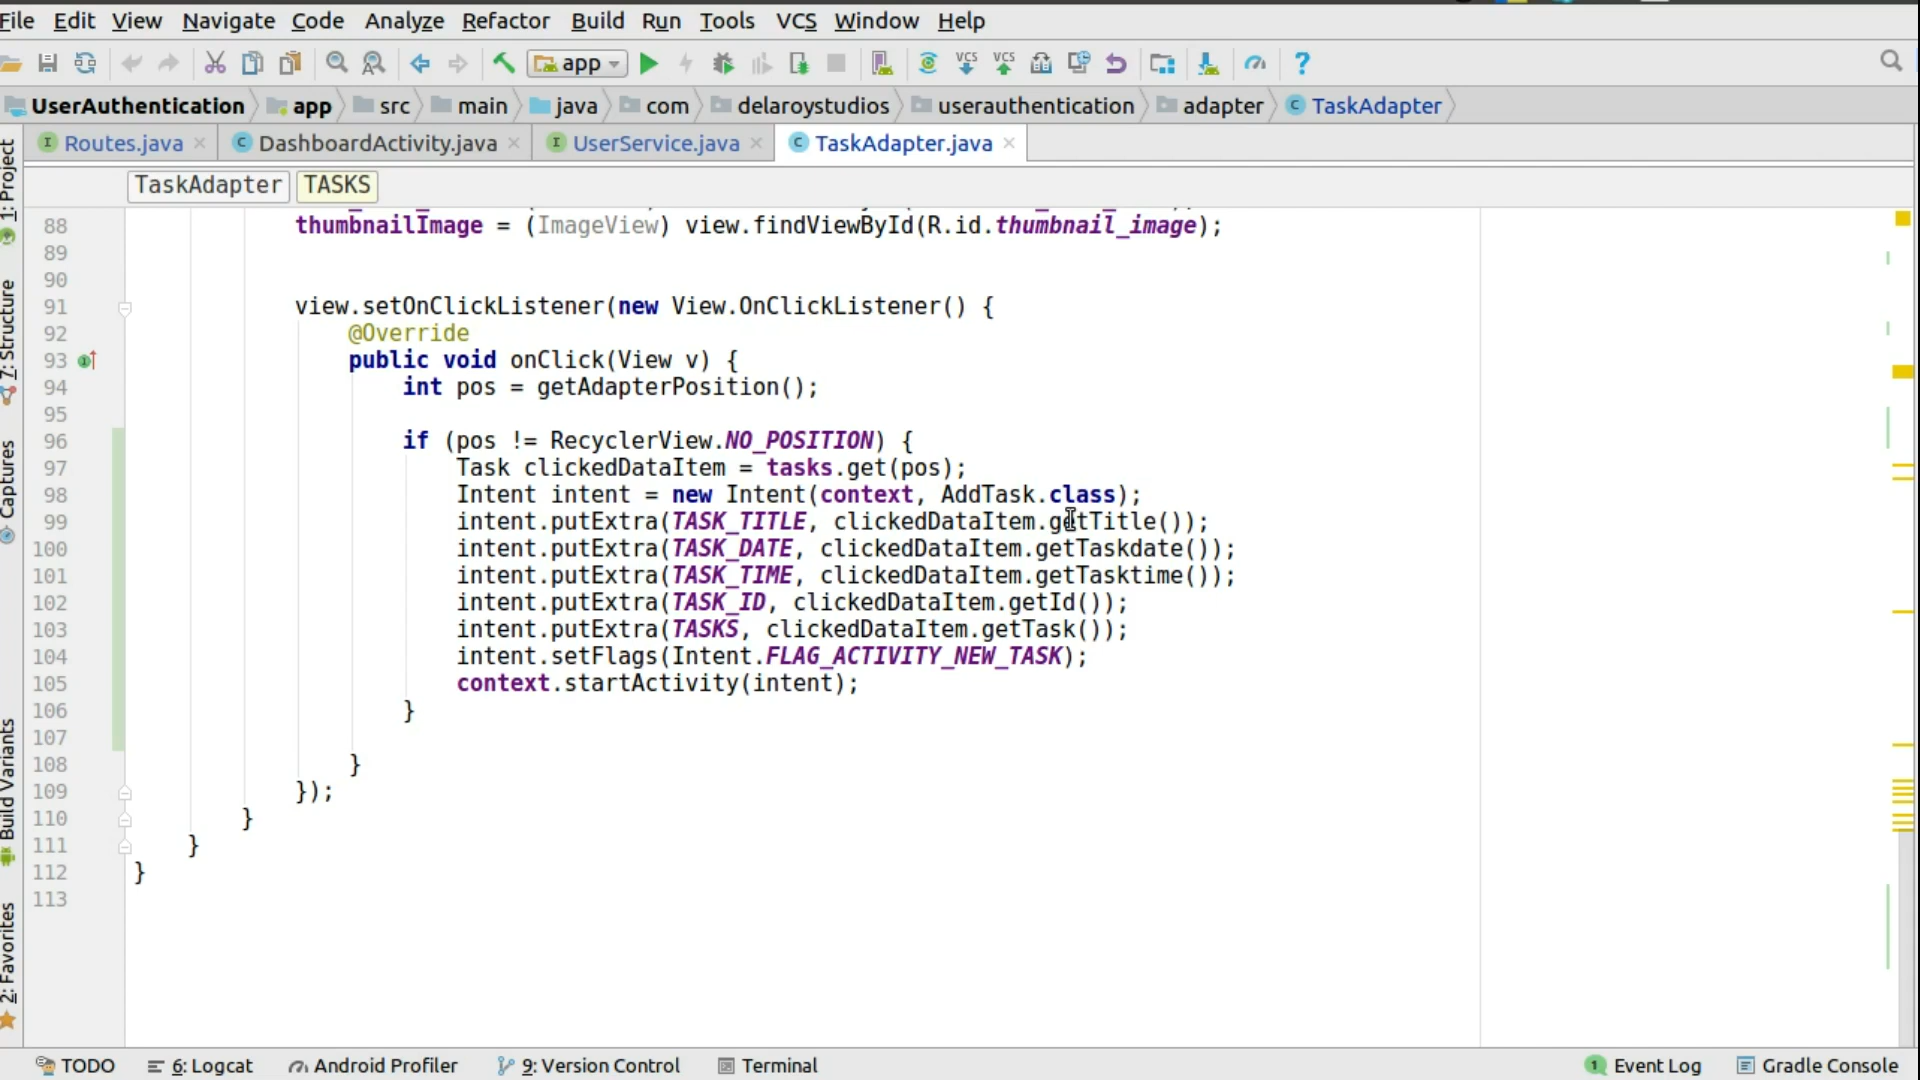 File Edit View Navigate Code Analyze Refactor Build Run Tools VCS Window Help
app VCS VCS ?
UserAuthentication app src main java com delaroystudios userauthentication adapter C TaskAdapter
I Routes.java C DashboardActivity.java I UserService.java C TaskAdapter.java
TaskAdapter TASKS
1: Project
7: Structure
Captures
Build Variants
2: Favorites
88 thumbnailImage = (ImageView) view.findViewById(R.id.thumbnail_image);
89
90
91 view.setOnClickListener(new View.OnClickListener() {
92 @Override
93 public void onClick(View v) {
94 int pos = getAdapterPosition();
95
96 if (pos != RecyclerView.NO_POSITION) {
97 Task clickedDataItem = tasks.get(pos);
98 Intent intent = new Intent(context, AddTask.class);
99 intent.putExtra(TASK_TITLE, clickedDataItem.getTitle());
100 intent.putExtra(TASK_DATE, clickedDataItem.getTaskdate());
101 intent.putExtra(TASK_TIME, clickedDataItem.getTasktime());
102 intent.putExtra(TASK_ID, clickedDataItem.getId());
103 intent.putExtra(TASKS, clickedDataItem.getTask());
104 intent.setFlags(Intent.FLAG_ACTIVITY_NEW_TASK);
105 context.startActivity(intent);
106 }
107
108 }
109 });
110 }
111 }
112 }
113
TODO 6: Logcat Android Profiler 9: Version Control Terminal 1 Event Log Gradle Console